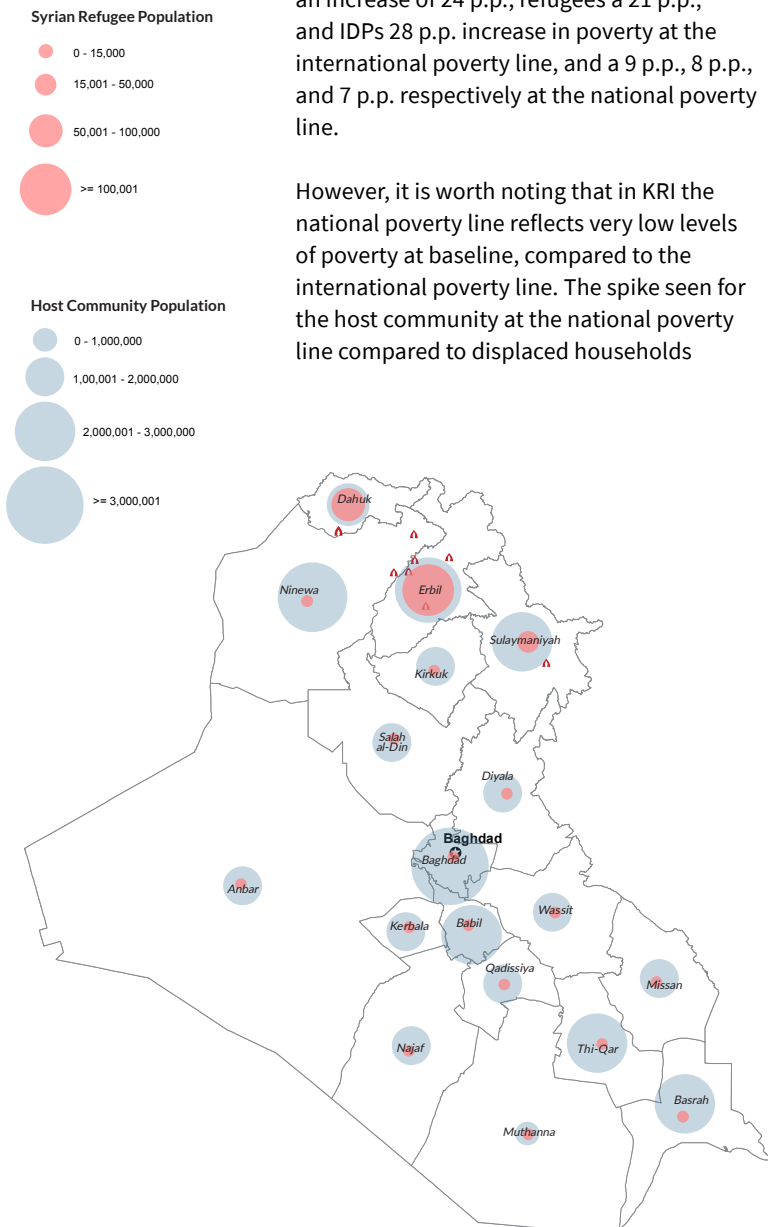 Syrian Refugee Population
0 - 15,000
15,001 - 50,000
50,001 - 100,000
>= 100,001
Host Community Population
0 - 1,000,000
1,00,001 - 2,000,000
2,000,001 - 3,000,000
>= 3,000,001
an increase of 24 p.p., refugees a 21 p.p.,
and IDPs 28 p.p. increase in poverty at the
international poverty line, and a 9 p.p., 8 p.p.,
and 7 p.p. respectively at the national poverty
line.
However, it is worth noting that in KRI the
national poverty line reflects very low levels
of poverty at baseline, compared to the
international poverty line. The spike seen for
the host community at the national poverty
line compared to displaced households
Dahuk
Ninewa
Erbil
Sulaymaniyah
Kirkuk
Salah
al-Din
Diyala
Baghdad
Baghdad
Anbar
Wassit
Kerbala
Babil
Qadissiya
Missan
Najaf
Thi-Qar
Basrah
Muthanna